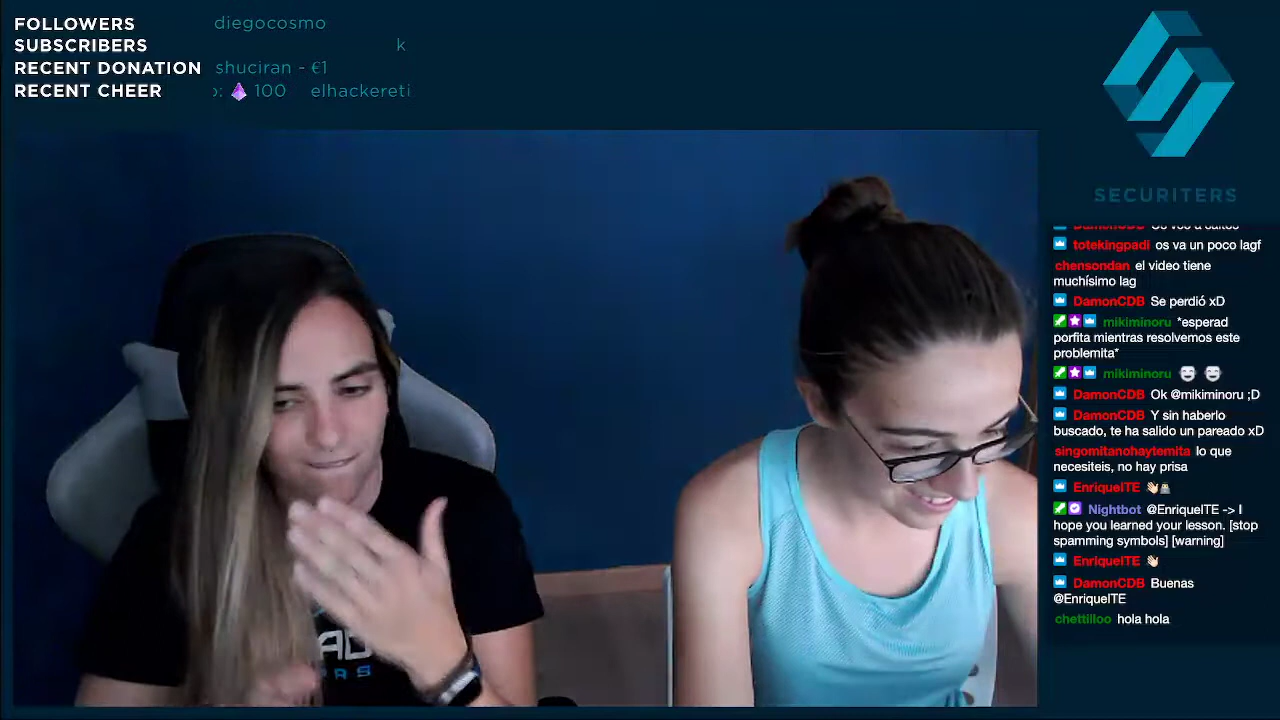 FOLLOWERS diegocosmo
SUBSCRIBERS k
RECENT DONATION shuciran - €1
RECENT CHEER : 100 elhackereti
SECURITERS
totekingpadi os va un poco lagf
chensondan el video tiene
muchísimo lag
DamonCDB Se perdió xD
mikiminoru *esperad
porfita mientras resolvemos este
problemita*
mikiminoru
DamonCDB Ok @mikiminoru ;D
DamonCDB Y sin haberlo
buscado, te ha salido un pareado xD
singomitanohaytemita lo que
necesiteis, no hay prisa
EnriqueITE
Nightbot @EnriqueITE -> I
hope you learned your lesson. [stop
spamming symbols] [warning]
EnriqueITE
DamonCDB Buenas
@EnriqueITE
chettilloo hola hola